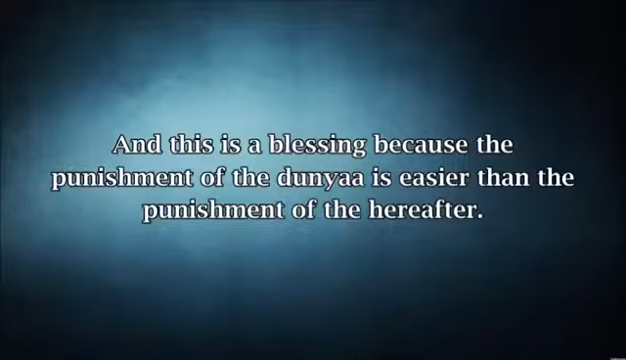 And this is a blessing because the
punishment of the dunyaa is easier than the
punishment of the hereafter.